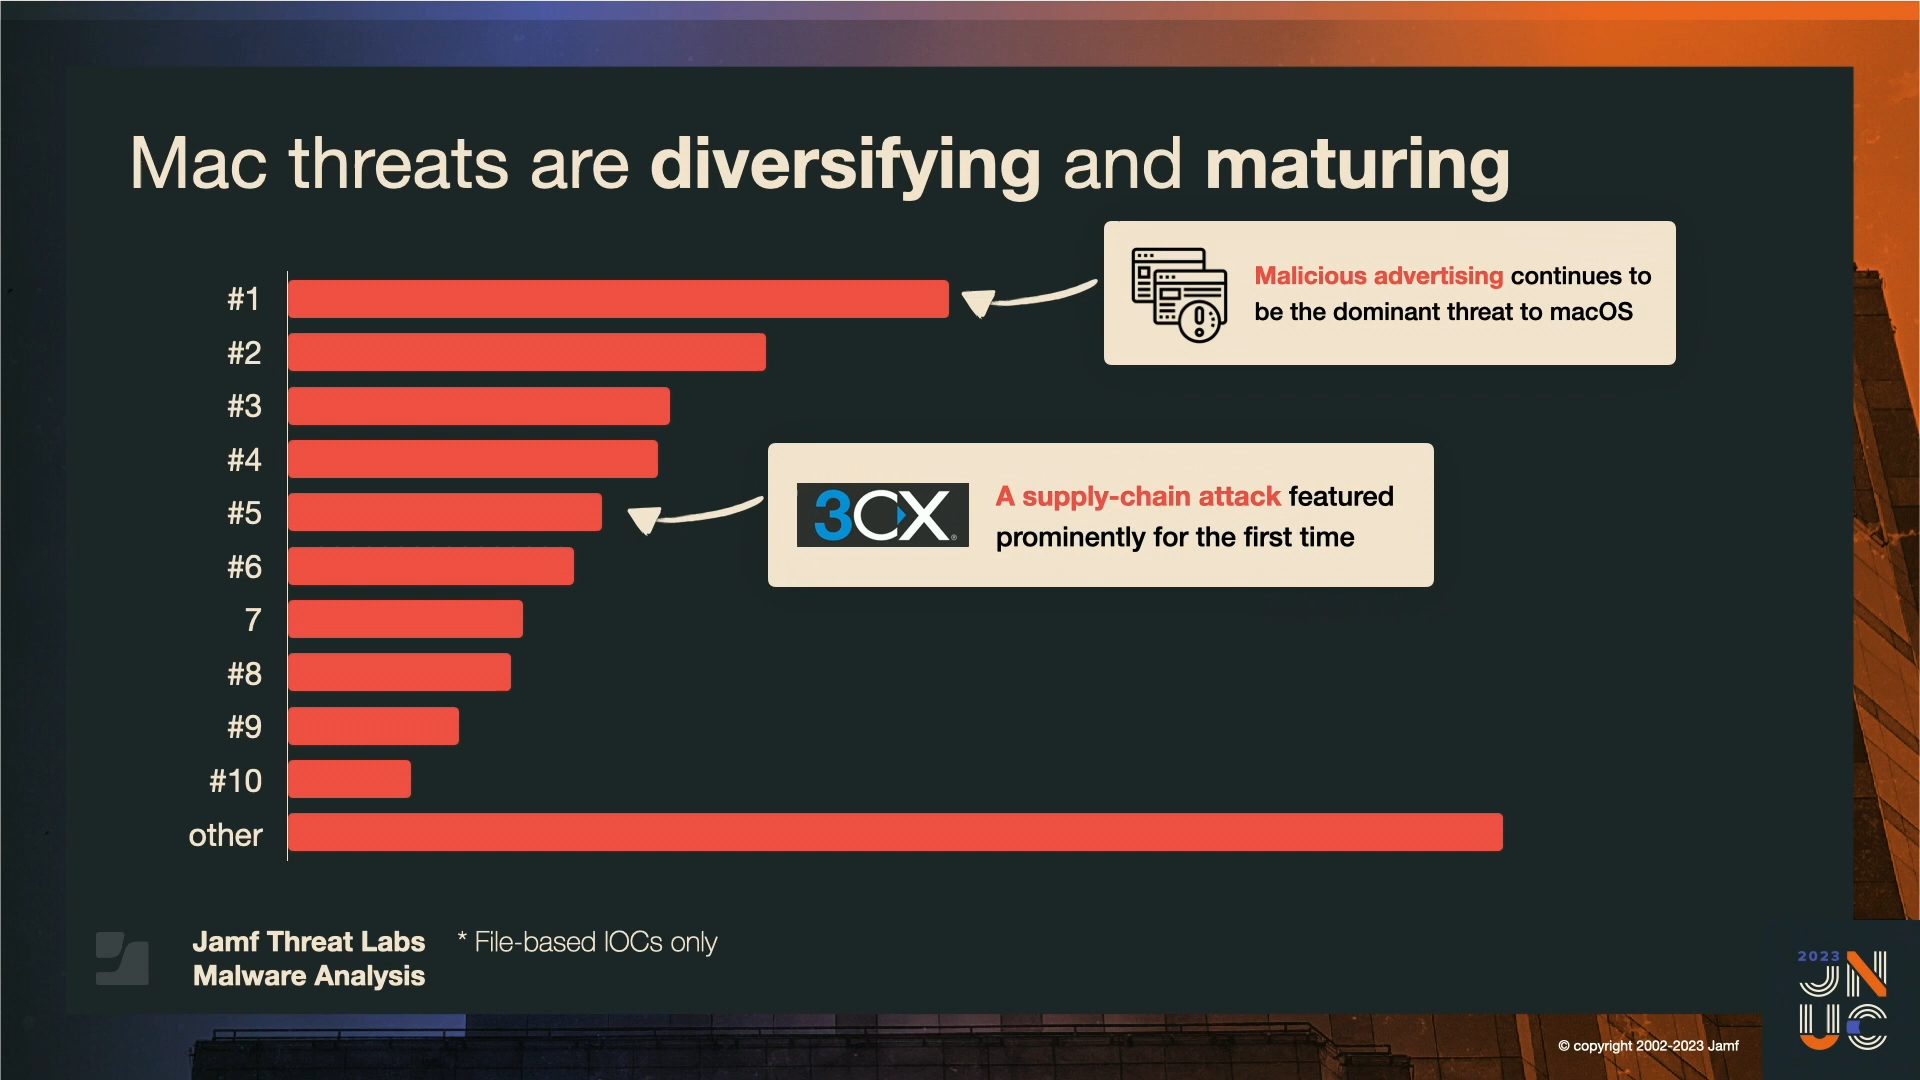 Mac threats are diversifying and maturing
Malicious advertising continues to
be the dominant threat to macOS
#1
#2
#3
#4
3CX®
A supply-chain attack featured
prominently for the first time
#5
#6
7
#8
#9
#10
other
Jamf Threat Labs
Malware Analysis
* File-based IOCs only
2023
JN
UC
© copyright 2002-2023 Jamf